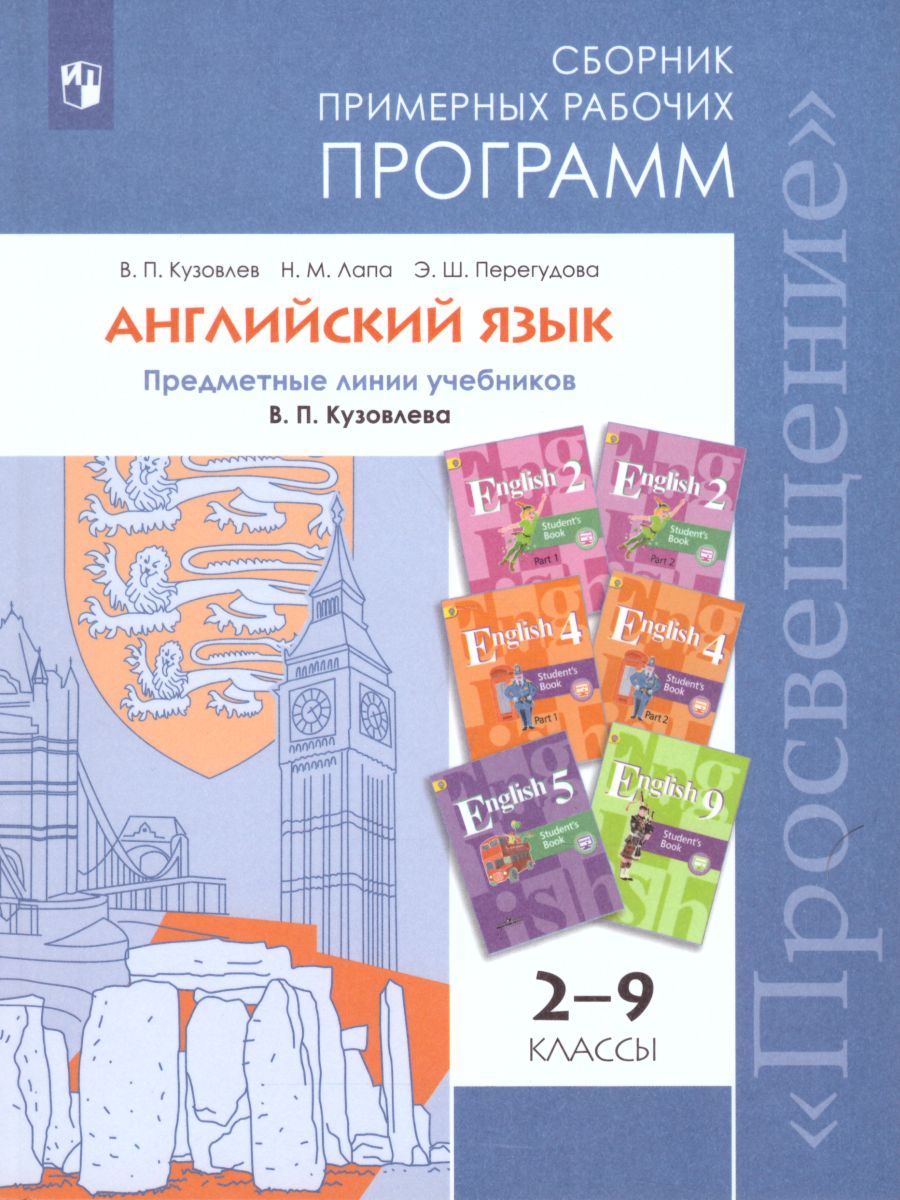 ИП
СБОРНИК
ПРИМЕРНЫХ РАБОЧИХ
ПРОГРАММ
В. П. Кузовлев Н. М. Лапа Э. Ш. Перегудова
АНГЛИЙСКИЙ ЯЗЫК
Предметные линии учебников
В. П. Кузовлева
English 2
Student's
Book
Part 1
English 2
Student's
Book
Part 2
English 4
Student's
Book
Part 1
English 4
Student's
Book
Part 2
English 5
Student's
Book
English 9
Student's
Book
2–9
КЛАССЫ
«Просвещение»